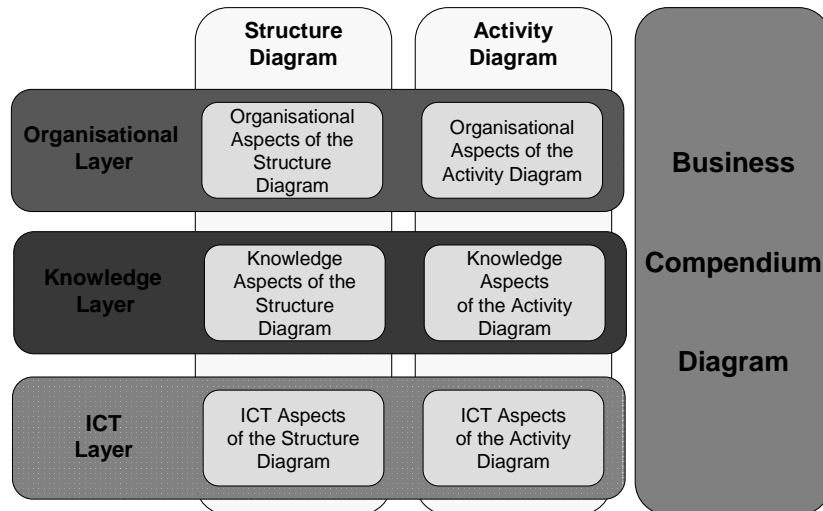 Structure
Diagram
Activity
Diagram
Organisational
Layer
Organisational
Aspects of the
Structure
Diagram
Organisational
Aspects of the
Activity Diagram
Knowledge
Layer
Knowledge
Aspects of the
Structure
Diagram
Knowledge
Aspects
of the Activity
Diagram
ICT
Layer
ICT Aspects
of the Structure
Diagram
ICT Aspects
of the Activity
Diagram
Business
Compendium
Diagram